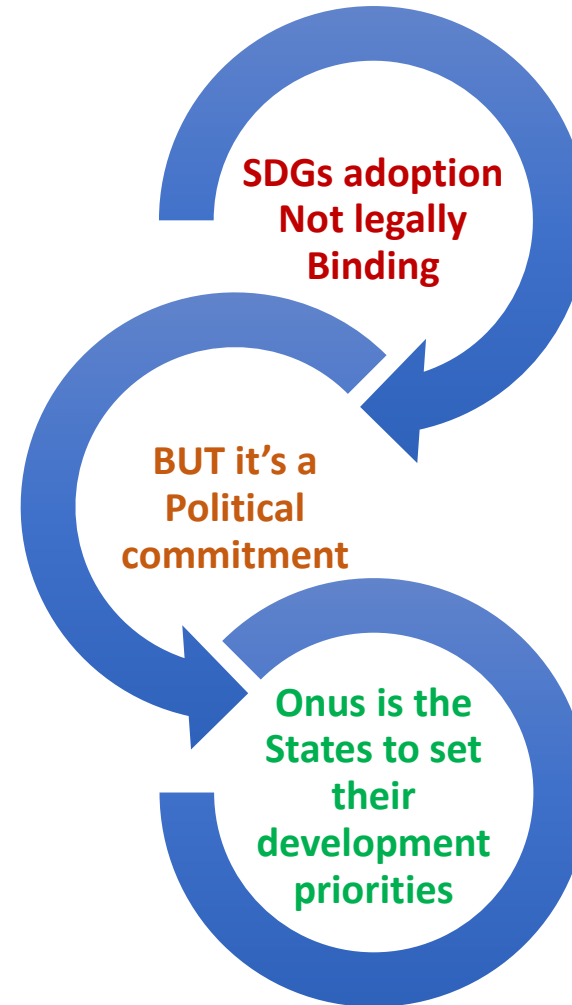 SDGs adoption
Not legally
Binding
BUT it’s a
Political
commitment
Onus is the
States to set
their
development
priorities